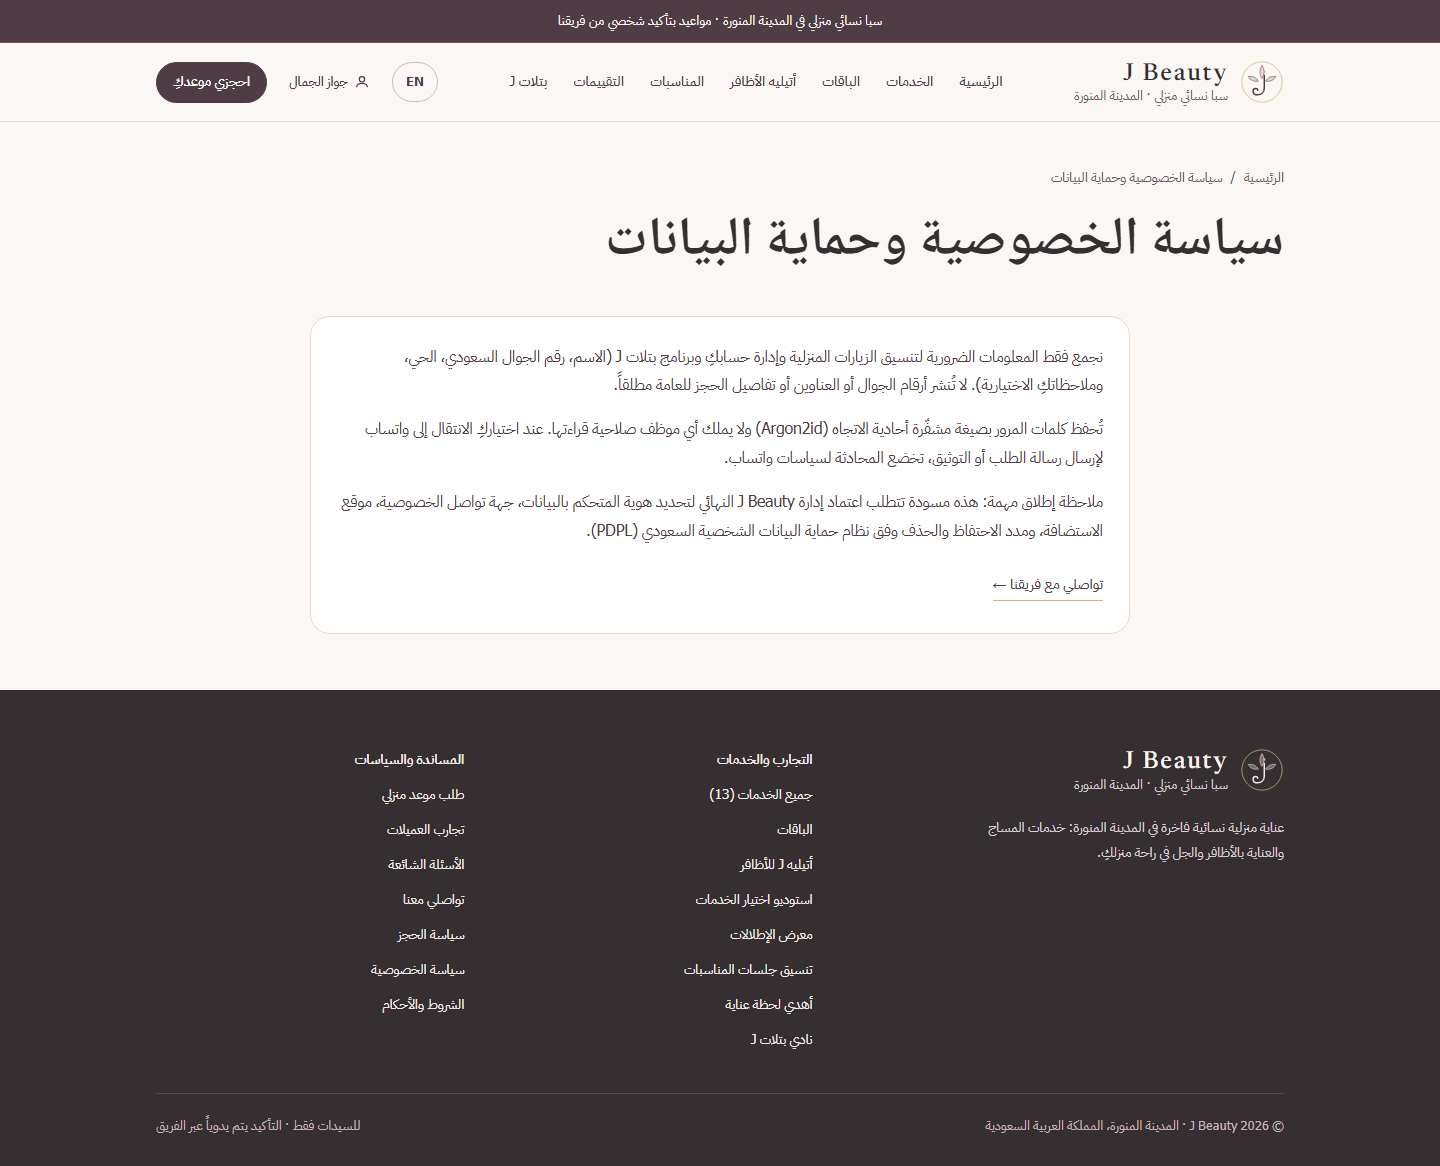 سبا نسائي منزلي في المدينة المنورة · مواعيد بتأكيد شخصي من فريقنا
J Beauty
سبا نسائي منزلي · المدينة المنورة
الرئيسية
الخدمات
الباقات
أتيليه الأظافر
المناسبات
التقييمات
بتلات J
EN
جواز الجمال
احجزي موعدكِ
الرئيسية / سياسة الخصوصية وحماية البيانات
سياسة الخصوصية وحماية البيانات
نجمع فقط المعلومات الضرورية لتنسيق الزيارات المنزلية وإدارة حسابكِ وبرنامج بتلات J (الاسم، رقم الجوال السعودي، الحي،
وملاحظاتكِ الاختيارية). لا تُنشر أرقام الجوال أو العناوين أو تفاصيل الحجز للعامة مطلقاً.
تُحفظ كلمات المرور بصيغة مشفّرة أحادية الاتجاه (Argon2id) ولا يملك أي موظف صلاحية قراءتها. عند اختياركِ الانتقال إلى واتساب
لإرسال رسالة الطلب أو التوثيق، تخضع المحادثة لسياسات واتساب.
ملاحظة إطلاق مهمة: هذه مسودة تتطلب اعتماد إدارة J Beauty النهائي لتحديد هوية المتحكم بالبيانات، جهة تواصل الخصوصية، موقع
الاستضافة، ومدد الاحتفاظ والحذف وفق نظام حماية البيانات الشخصية السعودي (PDPL).
تواصلي مع فريقنا ←
J Beauty
سبا نسائي منزلي · المدينة المنورة
عناية منزلية نسائية فاخرة في المدينة المنورة: خدمات المساج
والعناية بالأظافر والجل في راحة منزلكِ.
التجارب والخدمات
جميع الخدمات (13)
الباقات
أتيليه J للأظافر
استوديو اختيار الخدمات
معرض الإطلالات
تنسيق جلسات المناسبات
أهدي لحظة عناية
نادي بتلات J
المساندة والسياسات
طلب موعد منزلي
تجارب العميلات
الأسئلة الشائعة
تواصلي معنا
سياسة الحجز
سياسة الخصوصية
الشروط والأحكام
© 2026 J Beauty · المدينة المنورة، المملكة العربية السعودية
للسيدات فقط · التأكيد يتم يدوياً عبر الفريق